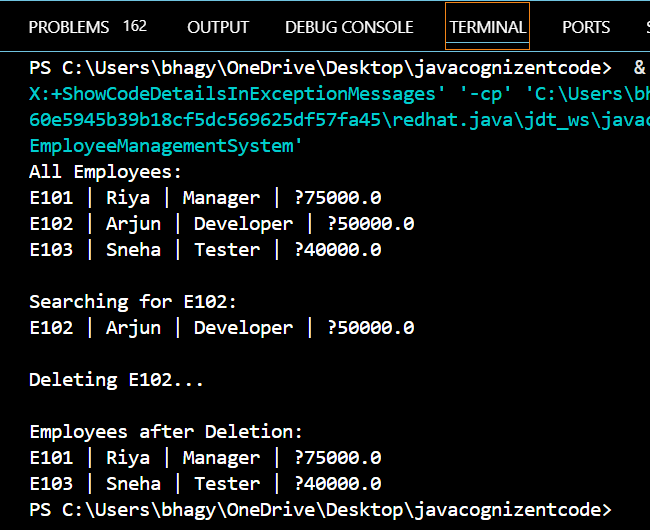 PROBLEMS 162 OUTPUT DEBUG CONSOLE TERMINAL PORTS
PS C:\Users\bhagy\OneDrive\Desktop\javacognizentcode> &
X:+ShowCodeDetailsInExceptionMessages' '-cp' 'C:\Users\bh
60e5945b39b18cf5dc569625df57fa45\redhat.java\jdt_ws\javac
EmployeeManagementSystem'
All Employees:
E101 | Riya | Manager | ?75000.0
E102 | Arjun | Developer | ?50000.0
E103 | Sneha | Tester | ?40000.0
Searching for E102:
E102 | Arjun | Developer | ?50000.0
Deleting E102...
Employees after Deletion:
E101 | Riya | Manager | ?75000.0
E103 | Sneha | Tester | ?40000.0
PS C:\Users\bhagy\OneDrive\Desktop\javacognizentcode>